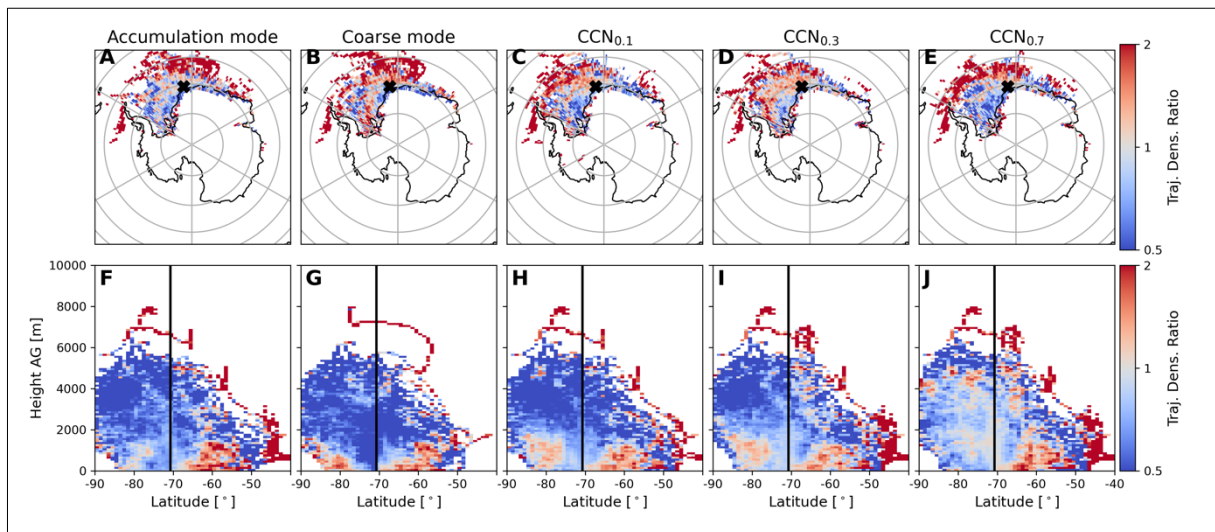 Accumulation mode Coarse mode CCN0.1 CCN0.3 CCN0.7
A B C D E
2
1
0.5
Traj. Dens. Ratio
F G H I J
10000
8000
6000
4000
2000
0
Height AG [m]
2
1
0.5
Traj. Dens. Ratio
-90 -80 -70 -60 -50 -90 -80 -70 -60 -50 -90 -80 -70 -60 -50 -90 -80 -70 -60 -50 -90 -80 -70 -60 -50 -40
Latitude [°] Latitude [°] Latitude [°] Latitude [°] Latitude [°]